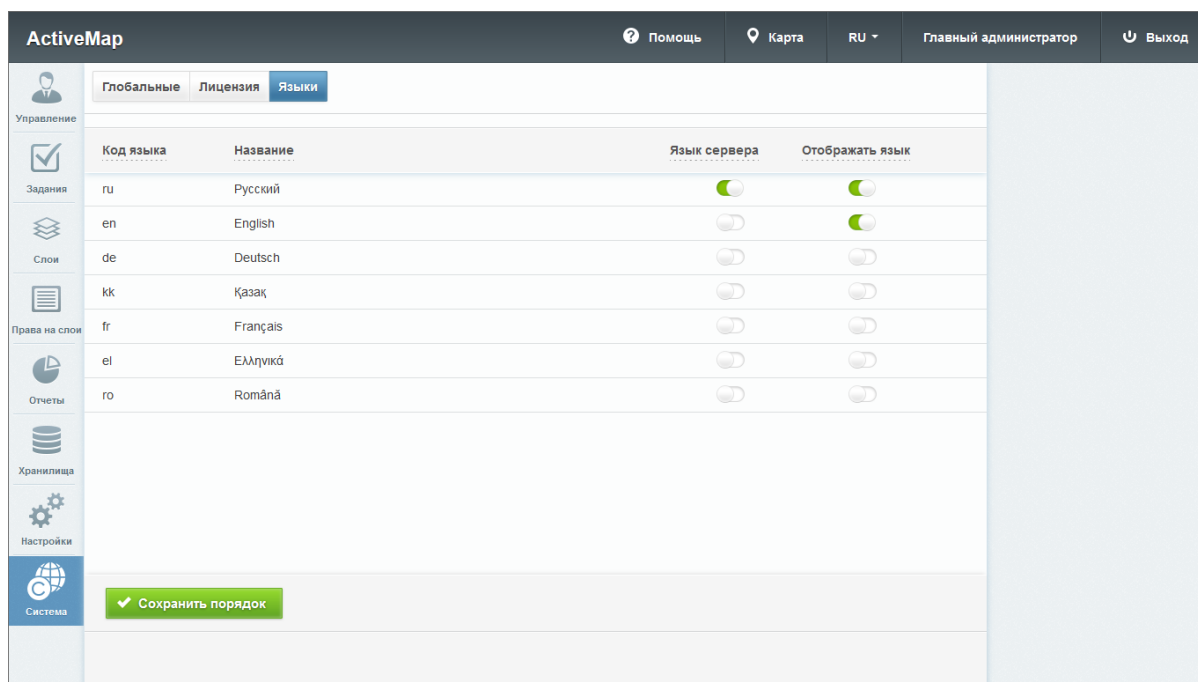 ActiveMap
Помощь
Карта
RU
Главный администратор
Выход
Управление
Задания
Слои
Права на слои
Отчеты
Хранилища
Настройки
Система
Глобальные Лицензия Языки
Код языка Название Язык сервера Отображать язык
ru Русский
en English
de Deutsch
kk Қазақ
fr Français
el Ελληνικά
ro Română
Сохранить порядок